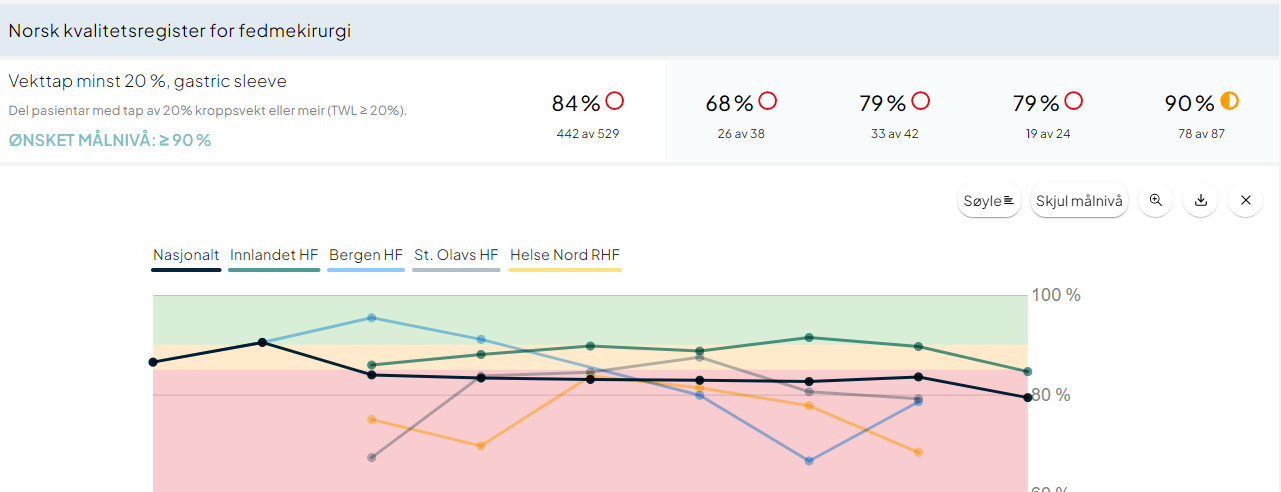 Norsk kvalitetsregister for fedmekirurgi
Vekttap minst 20 %, gastric sleeve
Del pasientar med tap av 20% kroppsvekt eller meir (TWL ≥ 20%).
ØNSKET MÅLNIVÅ: ≥ 90 %
84 % 68 % 79 % 79 % 90 %
442 av 529 26 av 38 33 av 42 19 av 24 78 av 87
Søyle Skjul målnivå
Nasjonalt Innlandet HF Bergen HF St. Olavs HF Helse Nord RHF
100 %
80 %